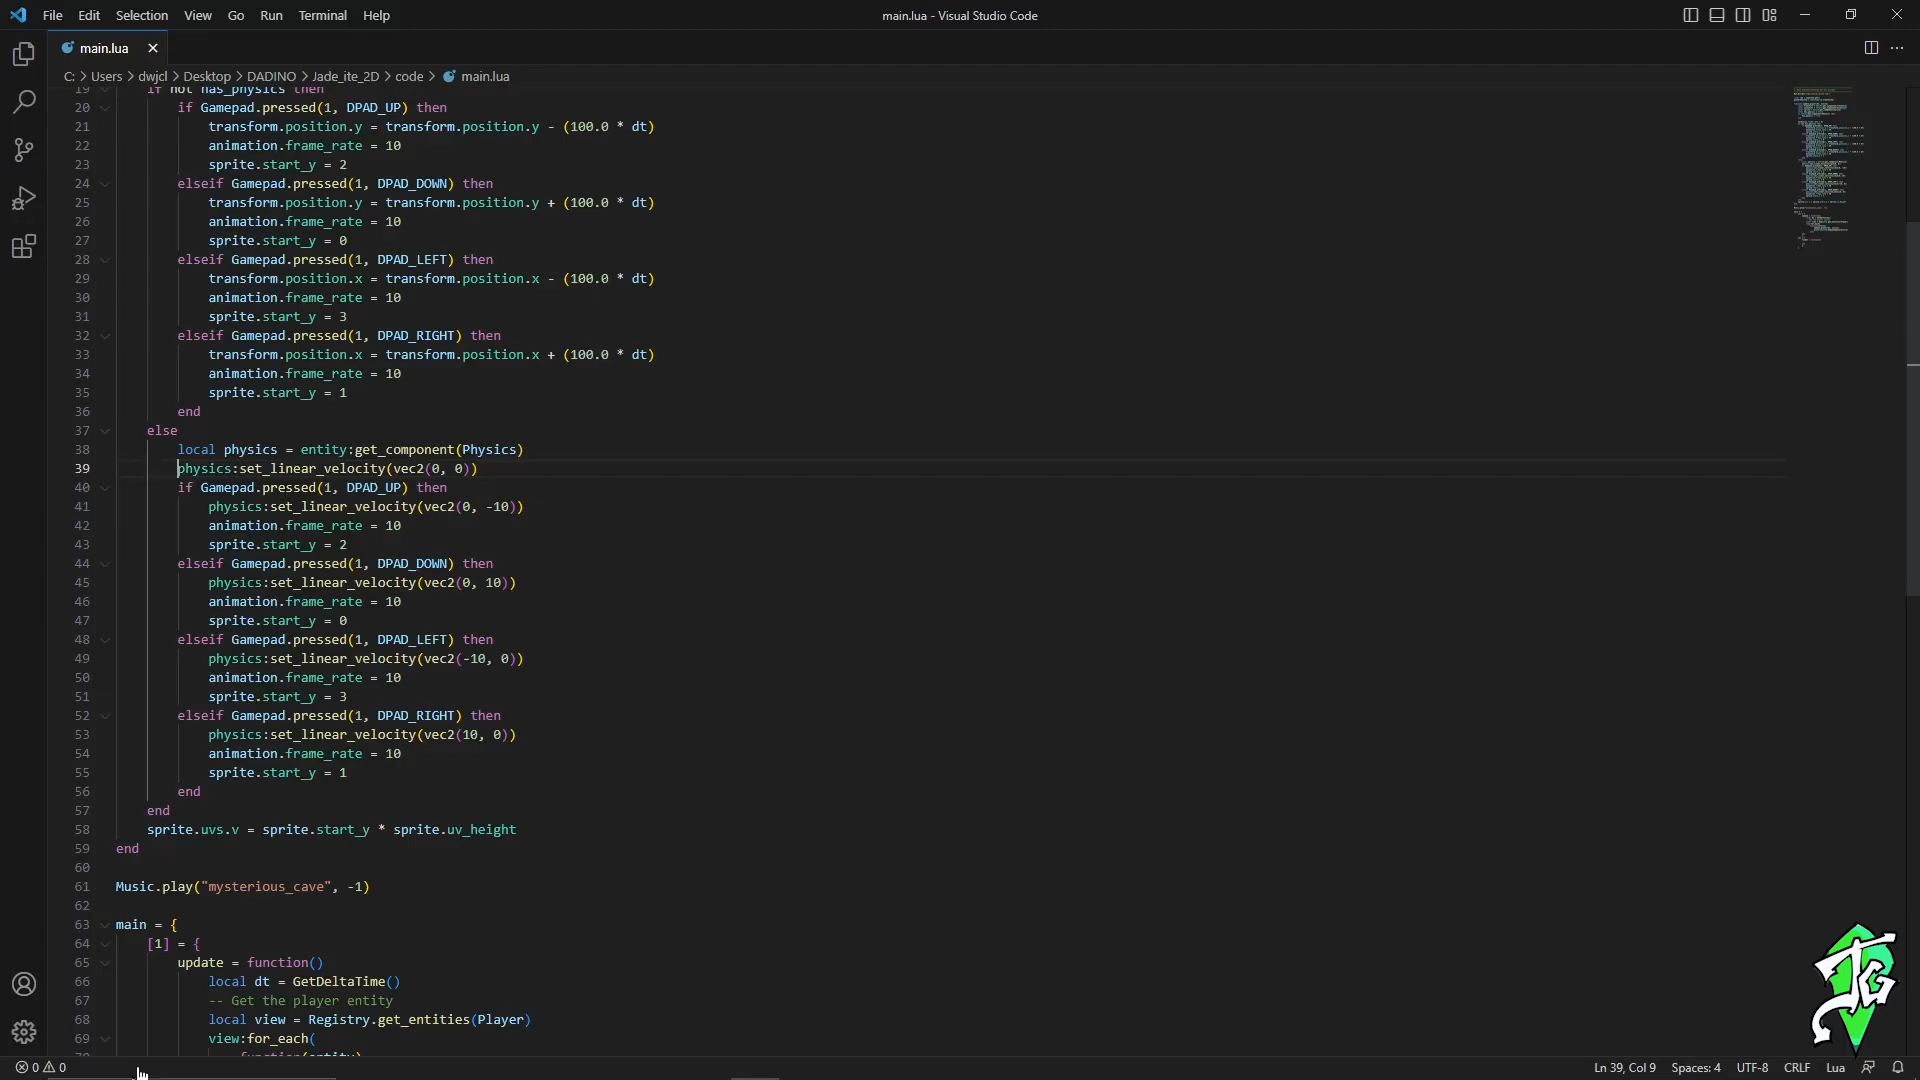 File Edit Selection View Go Run Terminal Help
main.lua - Visual Studio Code
main.lua
C: > Users > dwjcl > Desktop > DADINO > Jade_ite_2D > code > main.lua
19 if not has_physics then
20 if Gamepad.pressed(1, DPAD_UP) then
21 transform.position.y = transform.position.y - (100.0 * dt)
22 animation.frame_rate = 10
23 sprite.start_y = 2
24 elseif Gamepad.pressed(1, DPAD_DOWN) then
25 transform.position.y = transform.position.y + (100.0 * dt)
26 animation.frame_rate = 10
27 sprite.start_y = 0
28 elseif Gamepad.pressed(1, DPAD_LEFT) then
29 transform.position.x = transform.position.x - (100.0 * dt)
30 animation.frame_rate = 10
31 sprite.start_y = 3
32 elseif Gamepad.pressed(1, DPAD_RIGHT) then
33 transform.position.x = transform.position.x + (100.0 * dt)
34 animation.frame_rate = 10
35 sprite.start_y = 1
36 end
37 else
38 local physics = entity:get_component(Physics)
39 physics:set_linear_velocity(vec2(0, 0))
40 if Gamepad.pressed(1, DPAD_UP) then
41 physics:set_linear_velocity(vec2(0, -10))
42 animation.frame_rate = 10
43 sprite.start_y = 2
44 elseif Gamepad.pressed(1, DPAD_DOWN) then
45 physics:set_linear_velocity(vec2(0, 10))
46 animation.frame_rate = 10
47 sprite.start_y = 0
48 elseif Gamepad.pressed(1, DPAD_LEFT) then
49 physics:set_linear_velocity(vec2(-10, 0))
50 animation.frame_rate = 10
51 sprite.start_y = 3
52 elseif Gamepad.pressed(1, DPAD_RIGHT) then
53 physics:set_linear_velocity(vec2(10, 0))
54 animation.frame_rate = 10
55 sprite.start_y = 1
56 end
57 end
58 sprite.uvs.v = sprite.start_y * sprite.uv_height
59 end
60
61 Music.play("mysterious_cave", -1)
62
63 main = {
64 [1] = {
65 update = function()
66 local dt = GetDeltaTime()
67 -- Get the player entity
68 local view = Registry.get_entities(Player)
69 view:for_each(
70 function(entity)
JG
0 0
Ln 39, Col 9 Spaces: 4 UTF-8 CRLF Lua